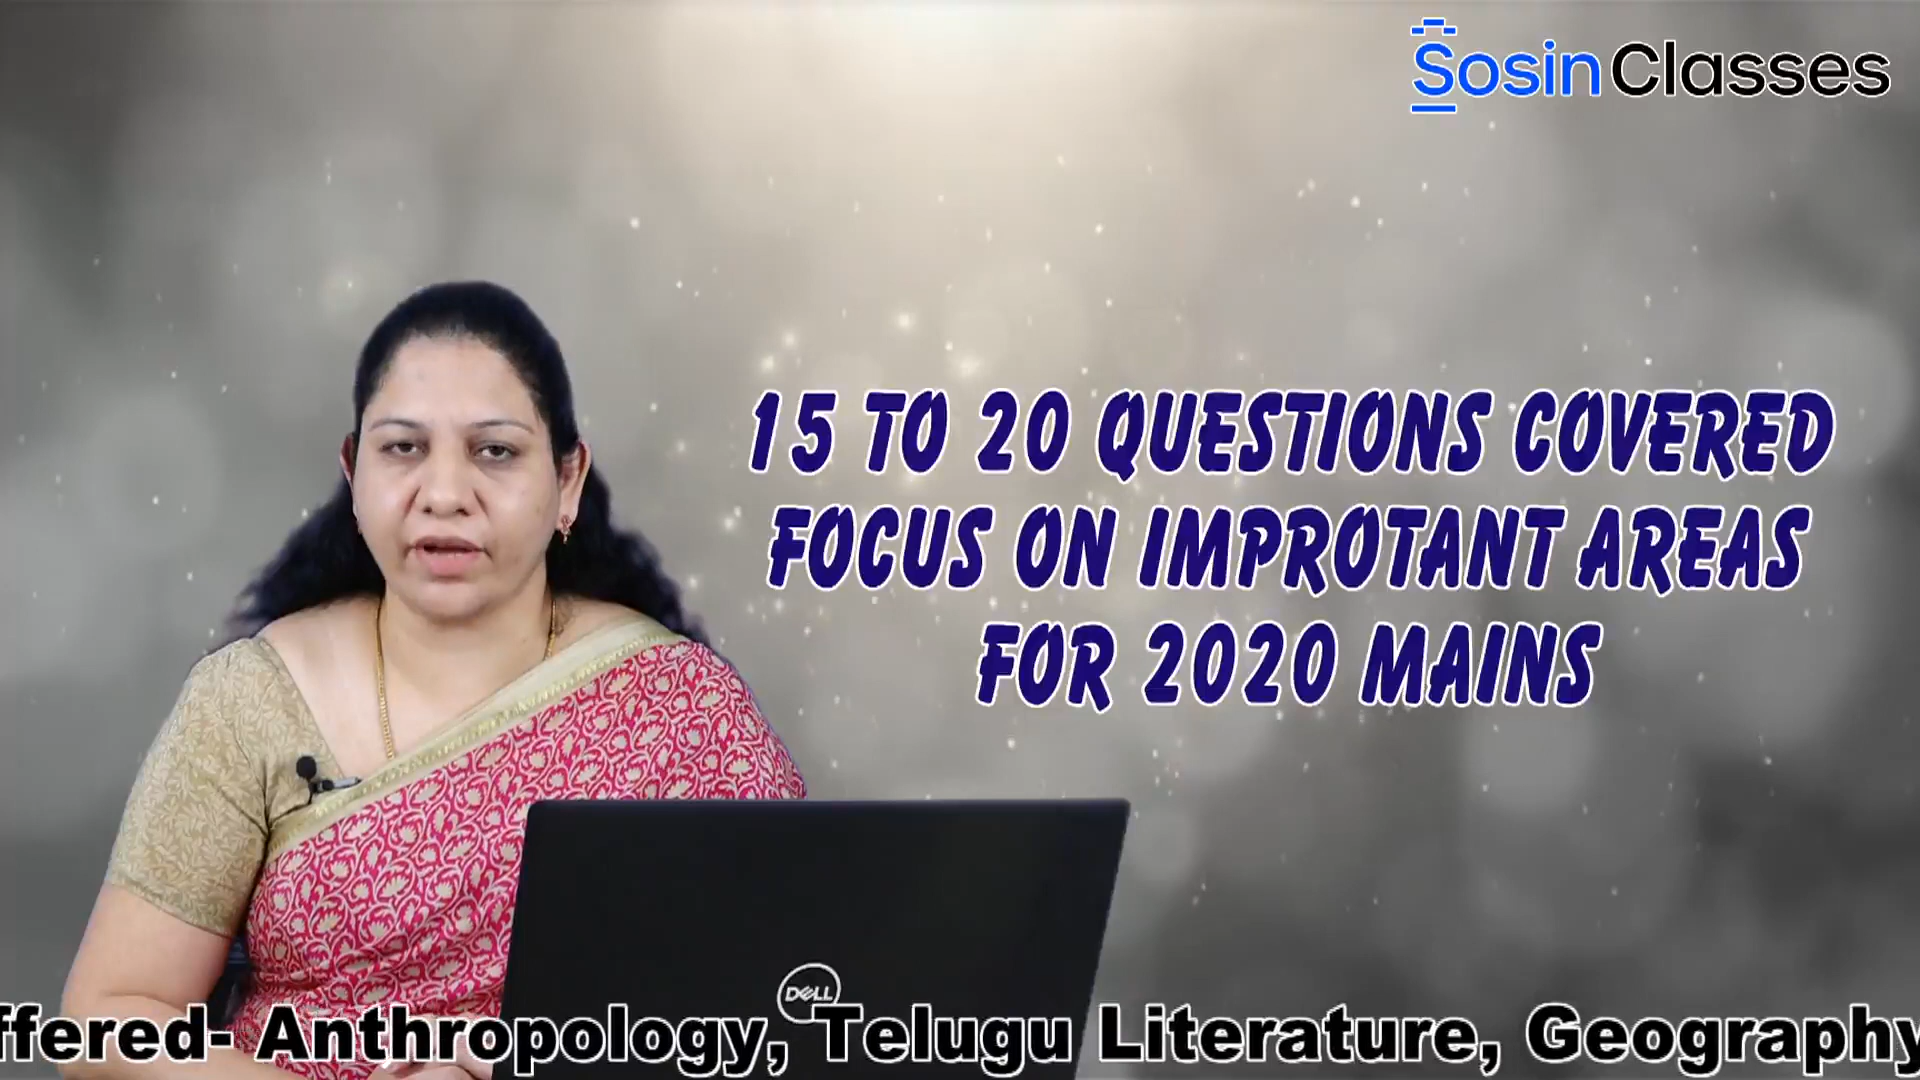 Sosin Classes
15 TO 20 QUESTIONS COVERED
FOCUS ON IMPROTANT AREAS
FOR 2020 MAINS
DELL
ffered- Anthropology, Telugu Literature, Geography,